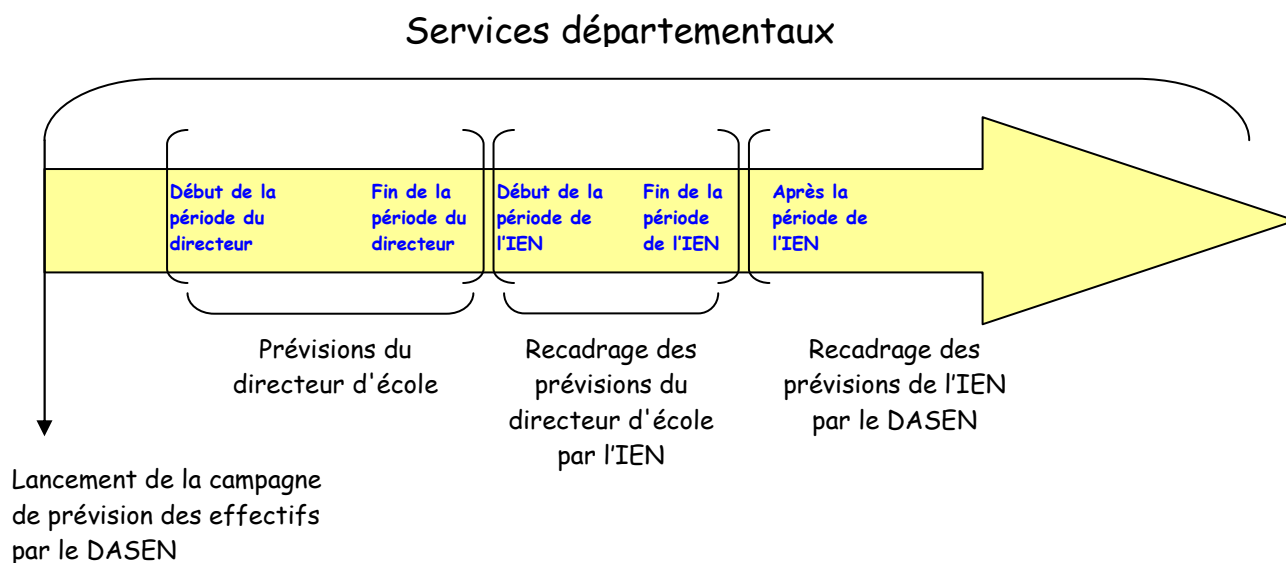 Services départementaux
Début de la
période du
directeur
Fin de la
période du
directeur
Début de la
période de
l'IEN
Fin de la
période
de l'IEN
Après la
période de
l'IEN
Prévisions du
directeur d'école
Recadrage des
prévisions du
directeur d'école
par l'IEN
Recadrage des
prévisions de l'IEN
par le DASEN
Lancement de la campagne
de prévision des effectifs
par le DASEN